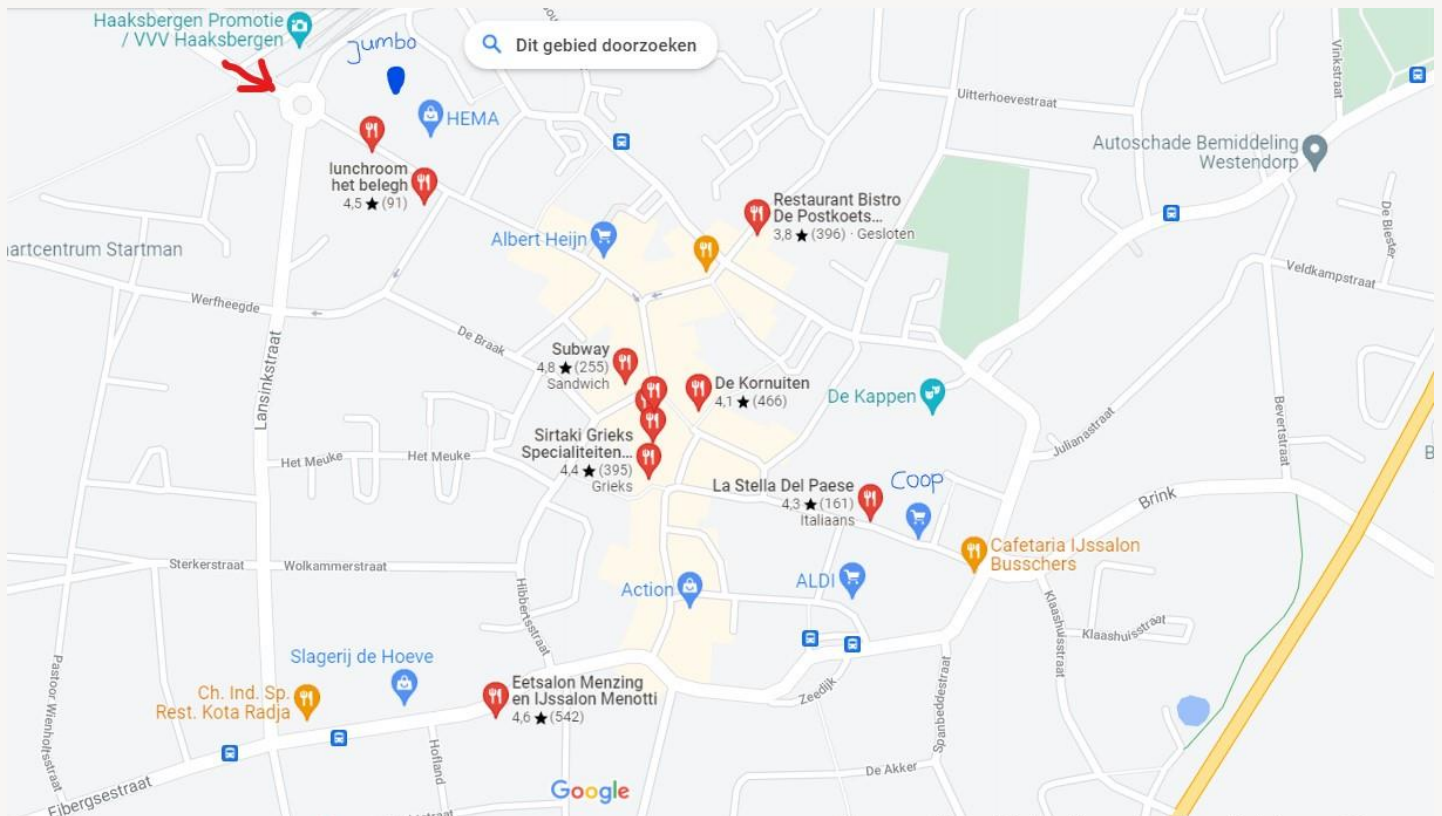 Haaksbergen Promotie
/ VVV Haaksbergen
jumbo
Dit gebied doorzoeken
HEMA
Uitterhoevestraat
Vinkstraat
Autoschade Bemiddeling
Westendorp
lunchroom
het belegh
4,5 ★ (91)
Restaurant Bistro
De Postkoets...
3,8 ★ (396) · Gesloten
De Biester
Albert Heijn
artcentrum Startman
Veldkampstraat
Werfheegde
De Braak
Lansinkstraat
Subway
4,8 ★ (255)
Sandwich
De Kornuiten
4,1 ★ (466)
De Kappen
Julianastraat
Beverstraat
Sirtaki Grieks
Specialiteiten...
4,4 ★ (395)
Grieks
Het Meuke
Het Meuke
La Stella Del Paese
4,3 ★ (161)
Italiaans
Coop
Brink
Cafetaria IJssalon
Busschers
Sterkerstraat
Wolkammerstraat
Hibbertsstraat
Action
ALDI
Klaashuisstraat
Klaashuisstraat
Slagerij de Hoeve
Ch. Ind. Sp.
Rest. Kota Radja
Eetsalon Menzing
en IJssalon Menotti
4,6 ★ (542)
Zeedijk
Spanbedestraat
Pastoor Wienholtsstraat
Hofland
De Akker
Eibergsestraat
Google